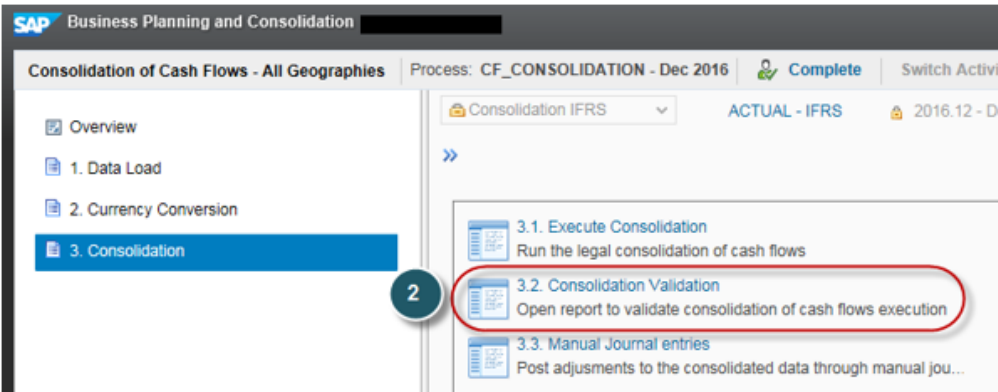 SAP Business Planning and Consolidation
Consolidation of Cash Flows - All Geographies Process: CF_CONSOLIDATION - Dec 2016 Complete Switch Activi
Consolidation IFRS ACTUAL - IFRS 2016.12 - D
Overview
1. Data Load
2. Currency Conversion
3. Consolidation
»
3.1. Execute Consolidation
Run the legal consolidation of cash flows
2
3.2. Consolidation Validation
Open report to validate consolidation of cash flows execution
3.3. Manual Journal entries
Post adjusments to the consolidated data through manual jou...